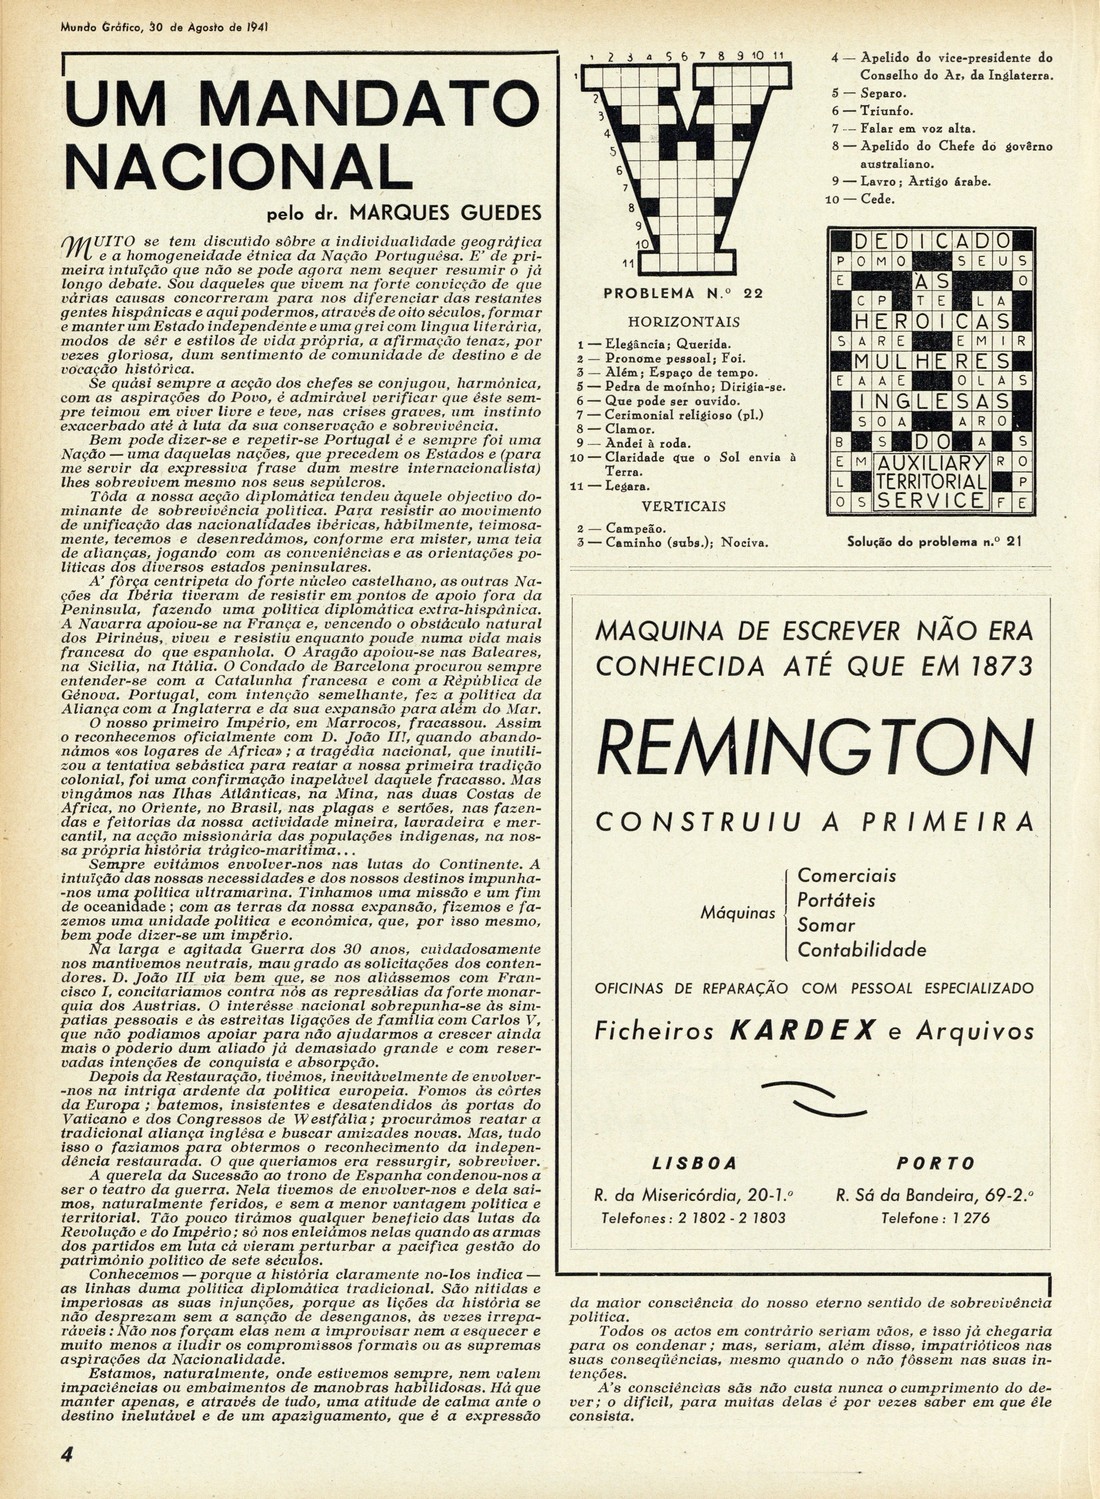 Mundo Gráfico, 30 de Agosto de 1941
UM MANDATO
NACIONAL
pelo dr. MARQUES GUEDES
MUITO se tem discutido sôbre a individualidade geográfica
e a homogeneidade étnica da Nação Portuguêsa. E' de pri-
meira intuïção que não se pode agora nem sequer resumir o já
longo debate. Sou daqueles que vivem na forte convicção de que
várias causas concorreram para nos diferenciar das restantes
gentes hispânicas e aqui podermos, através de oito séculos, formar
e manter um Estado independente e uma grei com lingua literária,
modos de sêr e estilos de vida própria, a afirmação tenaz, por
vezes gloriosa, dum sentimento de comunidade de destino e de
vocação histórica.
Se quási sempre a acção dos chefes se conjugou, harmónica,
com as aspirações do Povo, é admirável verificar que êste sem-
pre teimou em viver livre e teve, nas crises graves, um instinto
exacerbado até à luta da sua conservação e sobrevivência.
Bem pode dizer-se e repetir-se Portugal é e sempre foi uma
Nação — uma daquelas nações, que precedem os Estados e (para
me servir da expressiva frase dum mestre internacionalista)
lhes sobrevivem mesmo nos seus sepúlcros.
Tôda a nossa acção diplomática tendeu àquele objectivo do-
minante de sobrevivência política. Para resistir ao movimento
de unificação das nacionalidades ibéricas, hàbilmente, teimosa-
mente, tecemos e desenredámos, conforme era mister, uma teia
de alianças, jogando com as conveniências e as orientações po-
líticas dos diversos estados peninsulares.
A' fôrça centripeta do forte núcleo castelhano, as outras Na-
ções da Ibéria tiveram de resistir em pontos de apoio fora da
Peninsula, fazendo uma politica diplomática extra-hispânica.
A Navarra apoiou-se na França e, vencendo o obstáculo natural
dos Pirinéus, viveu e resistiu enquanto poude numa vida mais
francesa do que espanhola. O Aragão apoiou-se nas Baleares,
na Sicilia, na Itália. O Condado de Barcelona procurou sempre
entender-se com a Catalunha francesa e com a Rèpública de
Génova. Portugal, com intenção semelhante, fez a politica da
Aliança com a Inglaterra e da sua expansão para além do Mar.
O nosso primeiro Império, em Marrocos, fracassou. Assim
o reconhecemos oficialmente com D. João III, quando abando-
námos «os logares de Africa» ; a tragédia nacional, que inutili-
zou a tentativa sebástica para reatar a nossa primeira tradição
colonial, foi uma confirmação inapelável daquele fracasso. Mas
vingámos nas Ilhas Atlânticas, na Mina, nas duas Costas de
Africa, no Oriente, no Brasil, nas plagas e sertões, nas fazen-
das e feitorias da nossa actividade mineira, lavradeira e mer-
cantil, na acção missionária das populações indigenas, na nos-
sa própria história trágico-maritima...
Sempre evitámos envolver-nos nas lutas do Continente. A
intuïção das nossas necessidades e dos nossos destinos impunha-
-nos uma politica ultramarina. Tinhamos uma missão e um fim
de oceanidade ; com as terras da nossa expansão, fizemos e fa-
zemos uma unidade politica e económica, que, por isso mesmo,
bem pode dizer-se um império.
Na larga e agitada Guerra dos 30 anos, cuidadosamente
nos mantivemos neutrais, mau grado as solicitações dos conten-
dores. D. João III via bem que, se nos aliássemos com Fran-
cisco I, concitariamos contra nós as represálias da forte monar-
quia dos Austrias. O interêsse nacional sobrepunha-se às sim-
patias pessoais e às estreitas ligações de familia com Carlos V,
que não podiamos apoiar para não ajudarmos a crescer ainda
mais o poderio dum aliado já demasiado grande e com reser-
vadas intenções de conquista e absorpção.
Depois da Restauração, tivémos, inevitàvelmente de envolver-
-nos na intriga ardente da politica europeia. Fomos às côrtes
da Europa ; batemos, insistentes e desatendidos ás portas do
Vaticano e dos Congressos de Westfália ; procurámos reatar a
tradicional aliança inglêsa e buscar amizades novas. Mas, tudo
isso o faziamos para obtermos o reconhecimento da indepen-
dência restaurada. O que queriamos era ressurgir, sobreviver.
A querela da Sucessão ao trono de Espanha condenou-nos a
ser o teatro da guerra. Nela tivemos de envolver-nos e dela saí-
mos, naturalmente feridos, e sem a menor vantagem politica e
territorial. Tão pouco tirámos qualquer beneficio das lutas da
Revolução e do Império ; só nos enleiámos nelas quando as armas
dos partidos em luta cá vieram perturbar a pacifica gestão do
património politico de sete séculos.
Conhecemos — porque a história claramente no-los indica —
as linhas duma politica diplomática tradicional. São nitidas e
imperiosas as suas injunções, porque as lições da história se
não desprezam sem a sanção de desenganos, às vezes irrepa-
ráveis : Não nos forçam elas nem a improvisar nem a esquecer e
muito menos a iludir os compromissos formais ou as supremas
aspirações da Nacionalidade.
Estamos, naturalmente, onde estivemos sempre, nem valem
impaciências ou embaimentos de manobras habilidosas. Há que
manter apenas, e através de tudo, uma atitude de calma ante o
destino inelutável e de um apaziguamento, que é a expressão
da maior consciência do nosso eterno sentido de sobrevivência
politica.
Todos os actos em contrário seriam vãos, e isso já chegaria
para os condenar ; mas, seriam, além disso, impatrióticos nas
suas conseqüências, mesmo quando o não fôssem nas suas in-
tenções.
A's consciências sãs não custa nunca o cumprimento do de-
ver ; o dificil, para muitas delas é por vezes saber em que êle
consista.
1 2 3 4 5 6 7 8 9 10 11
1
2
3
4
5
6
7
8
9
10
11
PROBLEMA N.º 22
HORIZONTAIS
1 — Elegância; Querida.
2 — Pronome pessoal; Foi.
3 — Além; Espaço de tempo.
5 — Pedra de moínho; Dirigia-se.
6 — Que pode ser ouvido.
7 — Cerimonial religioso (pl.)
8 — Clamor.
9 — Andei à roda.
10 — Claridade que o Sol envia à
Terra.
11 — Legara.
VERTICAIS
2 — Campeão.
3 — Caminho (subs.); Nociva.
4 — Apelido do vice-presidente do
Conselho do Ar, da Inglaterra.
5 — Separo.
6 — Triunfo.
7 — Falar em voz alta.
8 — Apelido do Chefe do govêrno
australiano.
9 — Lavro; Artigo árabe.
10 — Cede.
DEDICADO
POMO SEUS
E AS O
CP TE LA
HEROICAS
SARE EMIR
MULHERES
EAAE OLAS
INGLESAS
SOA ARO
B S DO A S
E M AUXILIARY R O
L TERRITORIAL P
O S SERVICE F E
Solução do problema n.º 21
MAQUINA DE ESCREVER NÃO ERA
CONHECIDA ATÉ QUE EM 1873
REMINGTON
CONSTRUIU A PRIMEIRA
Máquinas
Comerciais
Portáteis
Somar
Contabilidade
OFICINAS DE REPARAÇÃO COM PESSOAL ESPECIALIZADO
Ficheiros KARDEX e Arquivos
LISBOA
R. da Misericórdia, 20-1.º
Telefones : 2 1802 - 2 1803
PORTO
R. Sá da Bandeira, 69-2.º
Telefone : 1 276
4